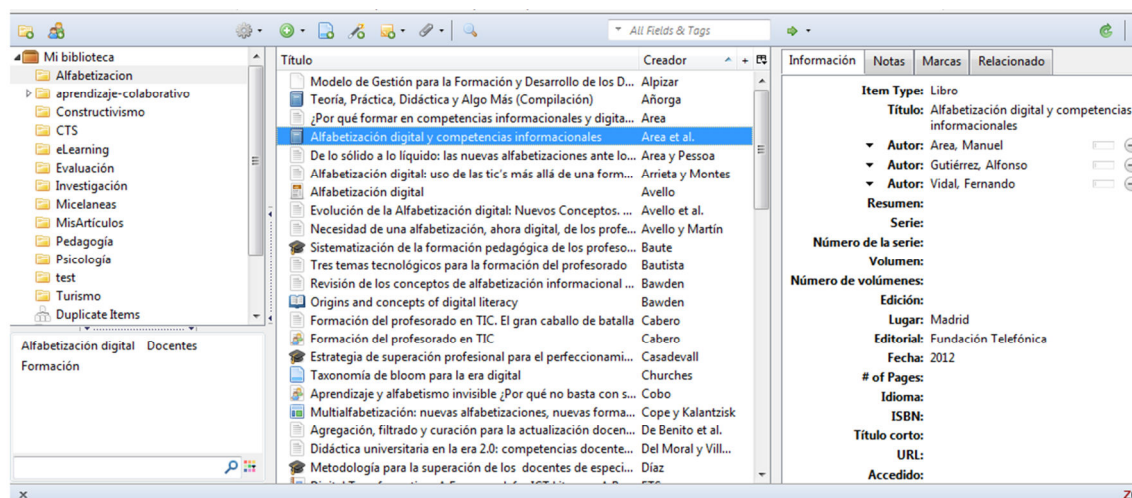 All Fields & Tags
Mi biblioteca
Alfabetizacion
aprendizaje-colaborativo
Constructivismo
CTS
eLearning
Evaluación
Investigación
Micelaneas
MisArtículos
Pedagogía
Psicología
test
Turismo
Duplicate Items
Alfabetización digital Docentes
Formación
Título Creador
Modelo de Gestión para la Formación y Desarrollo de los D... Alpizar
Teoría, Práctica, Didáctica y Algo Más (Compilación) Añorga
¿Por qué formar en competencias informacionales y digita... Area
Alfabetización digital y competencias informacionales Area et al.
De lo sólido a lo líquido: las nuevas alfabetizaciones ante lo... Area y Pessoa
Alfabetización digital: uso de las tic's más allá de una form... Arrieta y Montes
Alfabetización digital Avello
Evolución de la Alfabetización digital: Nuevos Conceptos. ... Avello et al.
Necesidad de una alfabetización, ahora digital, de los profe... Avello y Martín
Sistematización de la formación pedagógica de los profeso... Baute
Tres temas tecnológicos para la formación del profesorado Bautista
Revisión de los conceptos de alfabetización informacional ... Bawden
Origins and concepts of digital literacy Bawden
Formación del profesorado en TIC. El gran caballo de batalla Cabero
Formación del profesorado en TIC Cabero
Estrategia de superación profesional para el perfeccionami... Casadevall
Taxonomía de bloom para la era digital Churches
Aprendizaje y alfabetismo invisible ¿Por qué no basta con s... Cobo
Multialfabetización: nuevas alfabetizaciones, nuevas forma... Cope y Kalantzisk
Agregación, filtrado y curación para la actualización docen... De Benito et al.
Didáctica universitaria en la era 2.0: competencias docente... Del Moral y Vill...
Metodología para la superación de los docentes de especi... Díaz
Información Notas Marcas Relacionado
Item Type: Libro
Título: Alfabetización digital y competencias
informacionales
Autor: Area, Manuel
Autor: Gutiérrez, Alfonso
Autor: Vidal, Fernando
Resumen:
Serie:
Número de la serie:
Volumen:
Número de volúmenes:
Edición:
Lugar: Madrid
Editorial: Fundación Telefónica
Fecha: 2012
# of Pages:
Idioma:
ISBN:
Título corto:
URL:
Accedido: